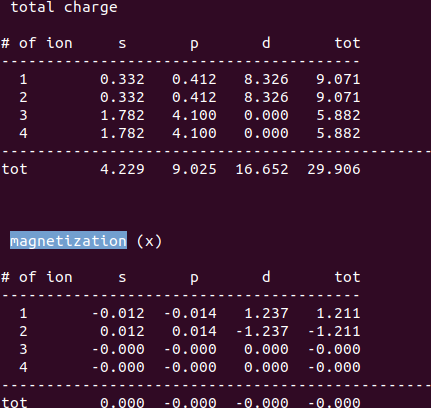 total charge
# of ion s p d tot
------------------------------------------
1 0.332 0.412 8.326 9.071
2 0.332 0.412 8.326 9.071
3 1.782 4.100 0.000 5.882
4 1.782 4.100 0.000 5.882
--------------------------------------------------
tot 4.229 9.025 16.652 29.906
magnetization (x)
# of ion s p d tot
------------------------------------------
1 -0.012 -0.014 1.237 1.211
2 0.012 0.014 -1.237 -1.211
3 -0.000 -0.000 0.000 -0.000
4 -0.000 -0.000 0.000 -0.000
--------------------------------------------------
tot 0.000 -0.000 0.000 -0.000